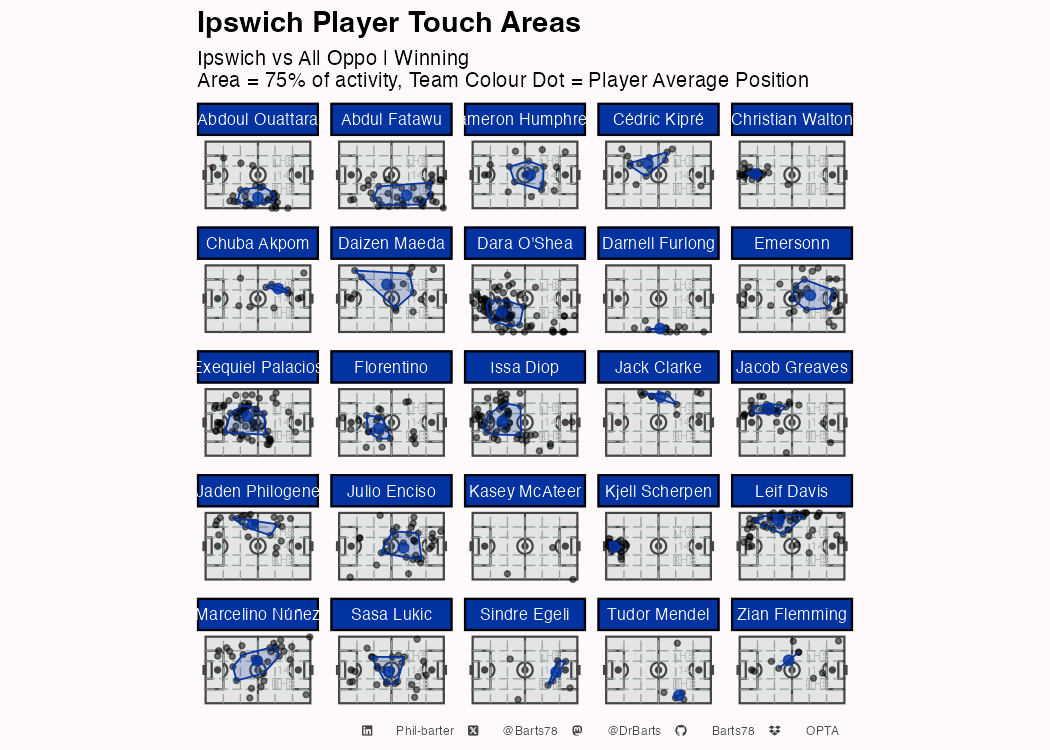 Ipswich Player Touch Areas
Ipswich vs All Oppo | Winning
Area = 75% of activity, Team Colour Dot = Player Average Position
Abdoul Ouattara Abdul Fatawu ameron Humphre Cédric Kipré Christian Walton
Chuba Akpom Daizen Maeda Dara O'Shea Darnell Furlong Emersonn
Exequiel Palacios Florentino Issa Diop Jack Clarke Jacob Greaves
Jaden Philogene Julio Enciso Kasey McAteer Kjell Scherpen Leif Davis
Marcelino Núñez Sasa Lukic Sindre Egeli Tudor Mendel Zian Flemming
Phil-barter @Barts78 @DrBarts Barts78 OPTA